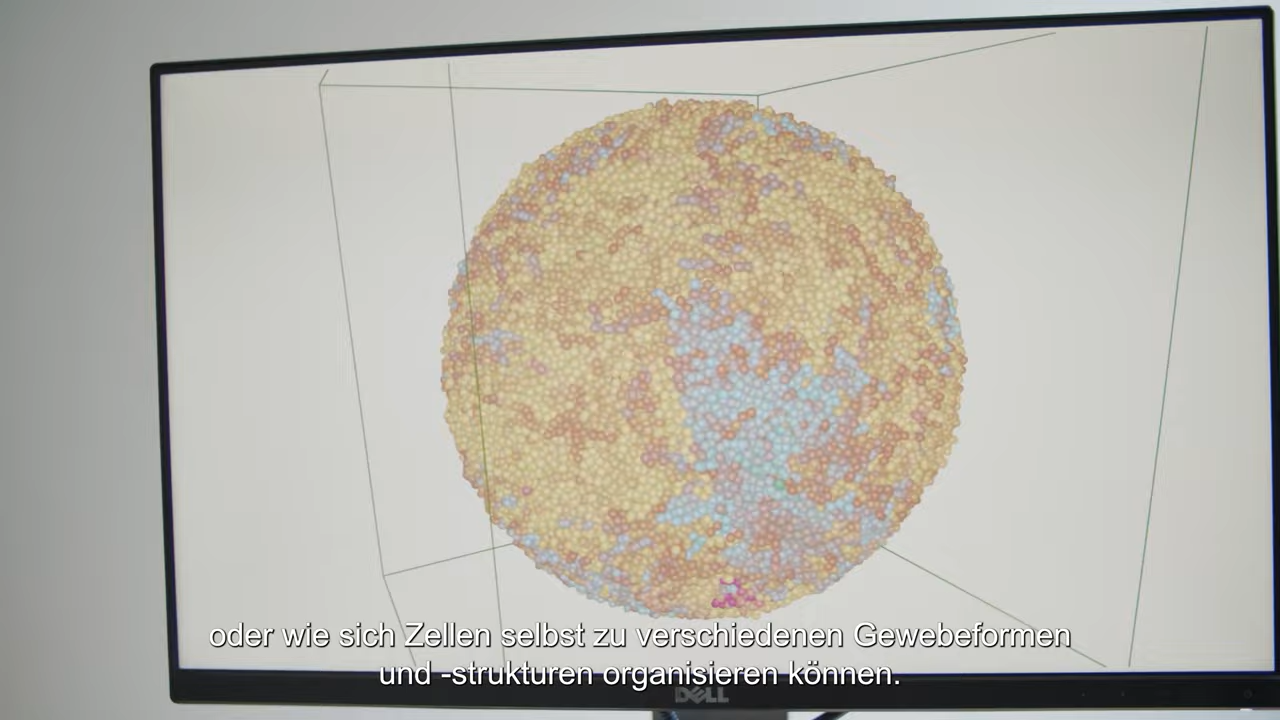 oder wie sich Zellen selbst zu verschiedenen Gewebeformen
und -strukturen organisieren können.
DELL